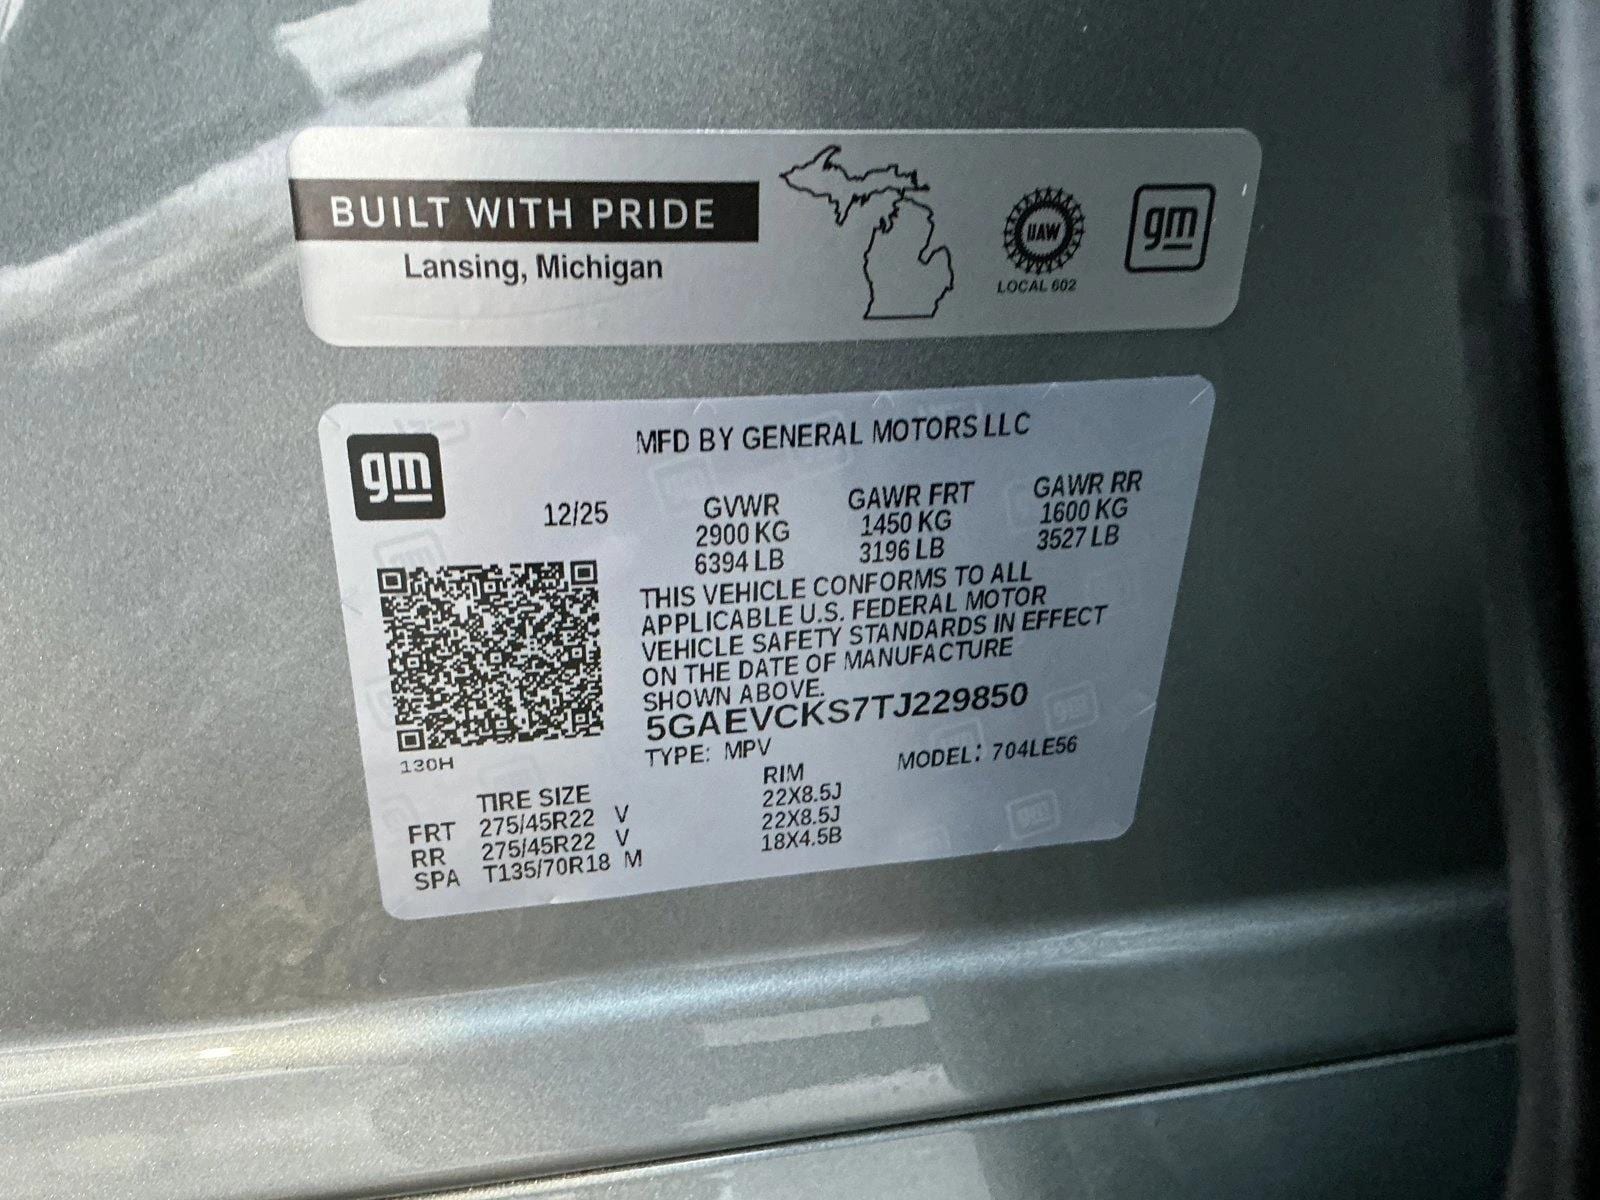 BUILT WITH PRIDE
Lansing, Michigan
UAW
LOCAL 602
gm
gm
MFD BY GENERAL MOTORS LLC
12/25
GVWR GAWR FRT GAWR RR
2900 KG 1450 KG 1600 KG
6394 LB 3196 LB 3527 LB
THIS VEHICLE CONFORMS TO ALL
APPLICABLE U.S. FEDERAL MOTOR
VEHICLE SAFETY STANDARDS IN EFFECT
ON THE DATE OF MANUFACTURE
SHOWN ABOVE.
5GAEVCKS7TJ229850
TYPE: MPV MODEL: 704LE56
130H
TIRE SIZE RIM
FRT 275/45R22 V 22X8.5J
RR 275/45R22 V 22X8.5J
SPA T135/70R18 M 18X4.5B